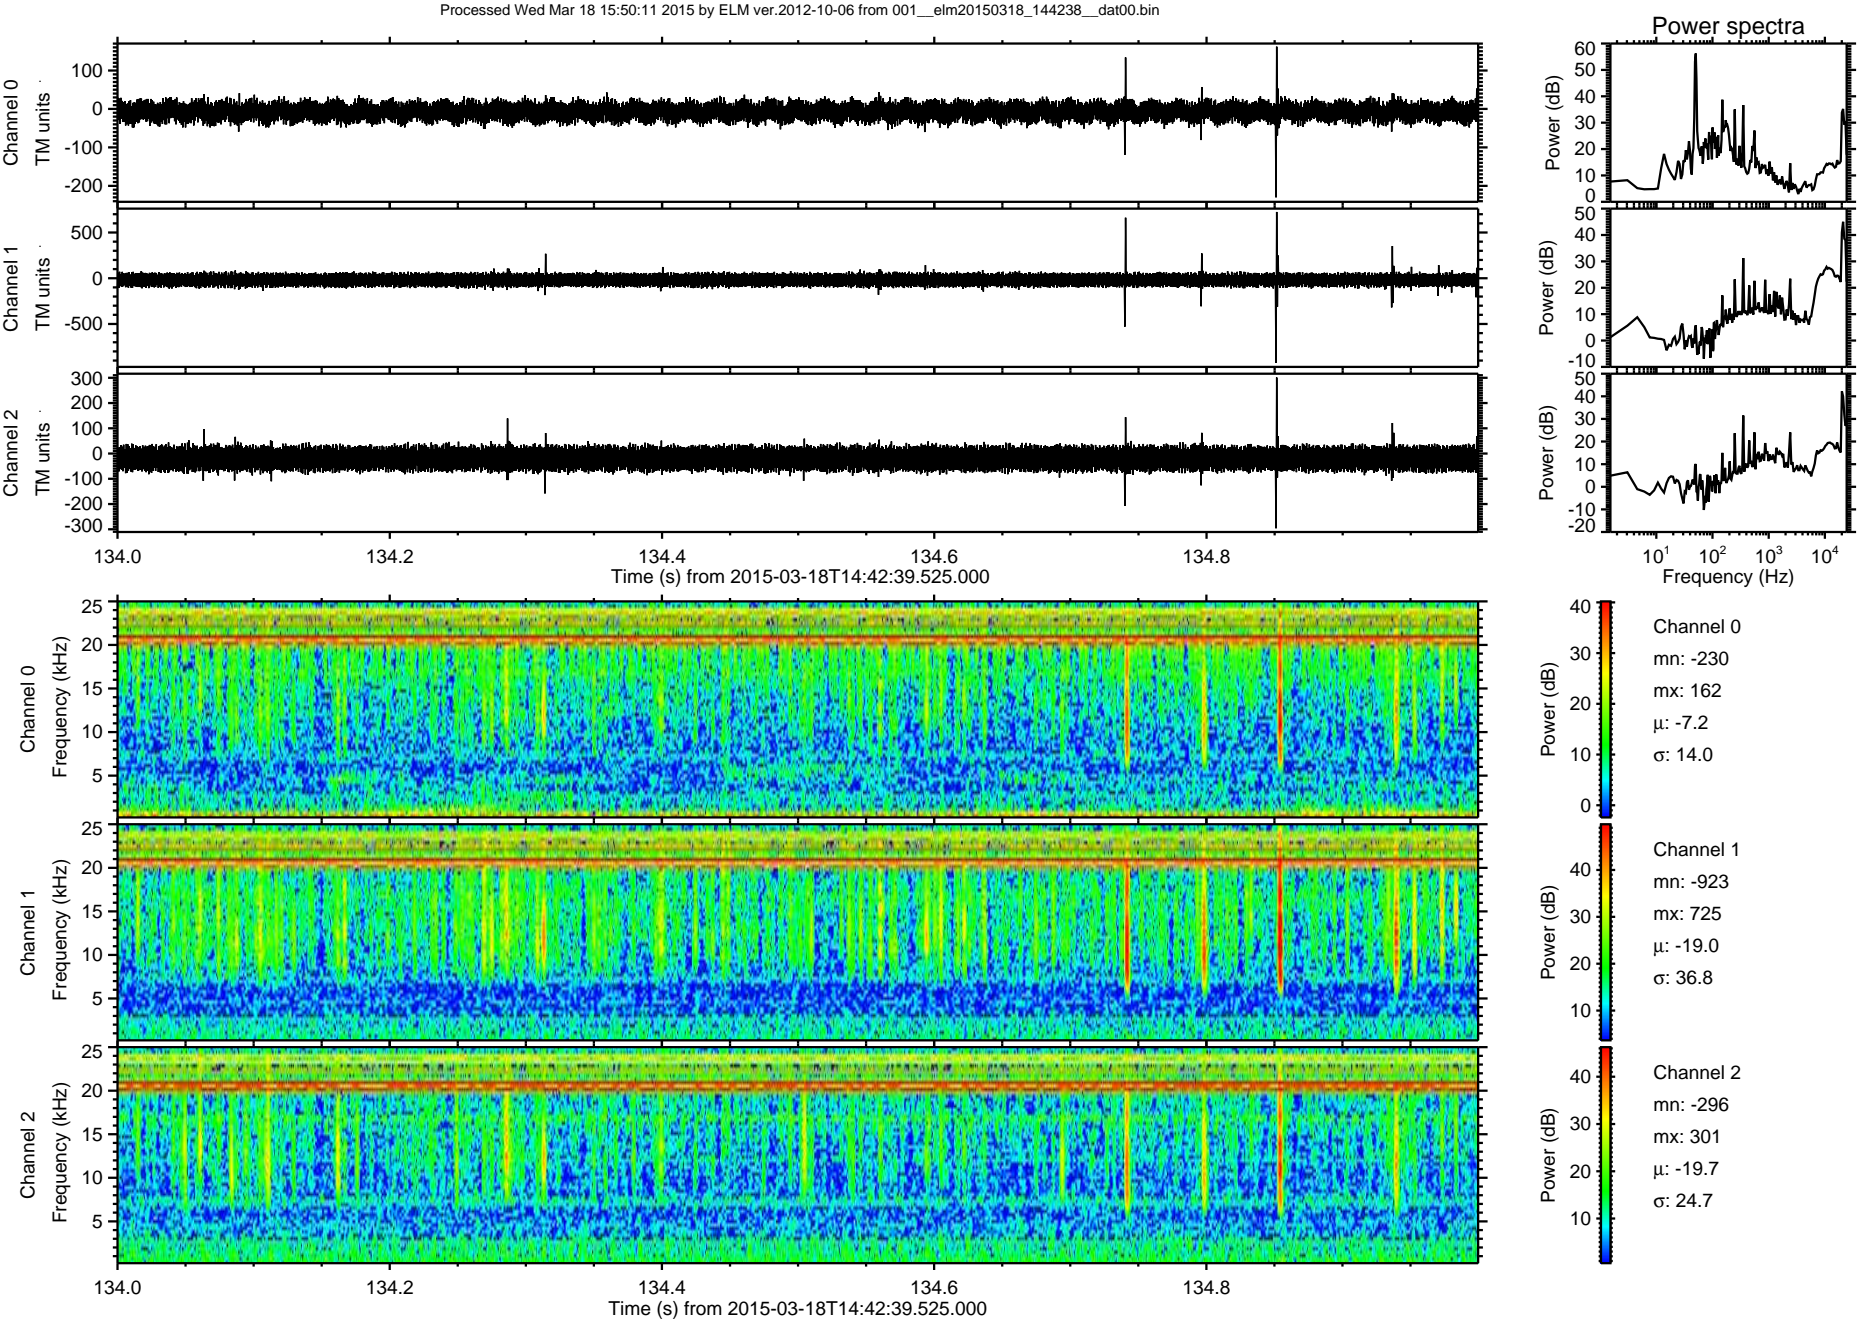 Processed Wed Mar 18 15:50:11 2015 by ELM ver.2012-10-06 from 001__elm20150318_144238__dat00.bin
Power spectra
Channel 0
TM units
100
0
-100
-200
Power (dB)
60
50
40
30
20
10
0
Channel 1
TM units
500
0
-500
Power (dB)
50
40
30
20
10
0
-10
Channel 2
TM units
300
200
100
0
-100
-200
-300
Power (dB)
50
40
30
20
10
0
-10
-20
134.0 134.2 134.4 134.6 134.8
Time (s) from 2015-03-18T14:42:39.525.000
10^1 10^2 10^3 10^4
Frequency (Hz)
Channel 0
Frequency (kHz)
25
20
15
10
5
Power (dB)
40
30
20
10
0
Channel 0
mn: -230
mx: 162
μ: -7.2
σ: 14.0
Channel 1
Frequency (kHz)
25
20
15
10
5
Power (dB)
40
30
20
10
Channel 1
mn: -923
mx: 725
μ: -19.0
σ: 36.8
Channel 2
Frequency (kHz)
25
20
15
10
5
Power (dB)
40
30
20
10
Channel 2
mn: -296
mx: 301
μ: -19.7
σ: 24.7
134.0 134.2 134.4 134.6 134.8
Time (s) from 2015-03-18T14:42:39.525.000